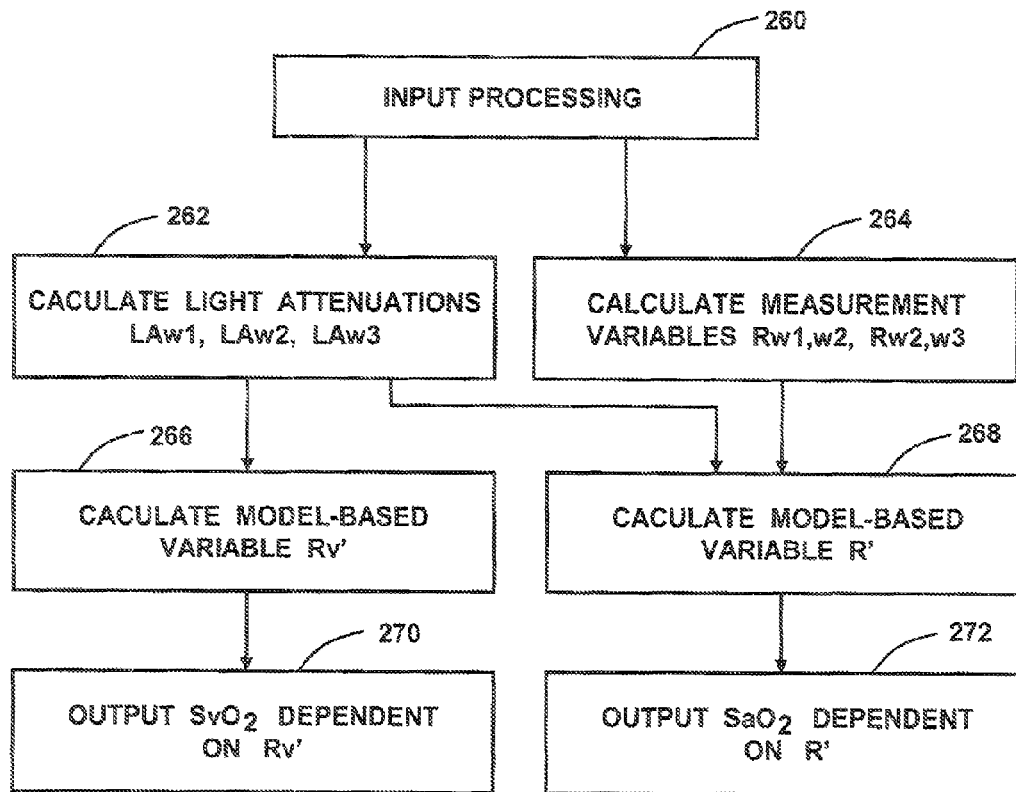 260
INPUT PROCESSING
262
CACULATE LIGHT ATTENUATIONS
LAw1, LAw2, LAw3
264
CALCULATE MEASUREMENT
VARIABLES Rw1,w2, Rw2,w3
266
CACULATE MODEL-BASED
VARIABLE Rv'
268
CACULATE MODEL-BASED
VARIABLE R'
270
OUTPUT SvO2 DEPENDENT
ON Rv'
272
OUTPUT SaO2 DEPENDENT
ON R'